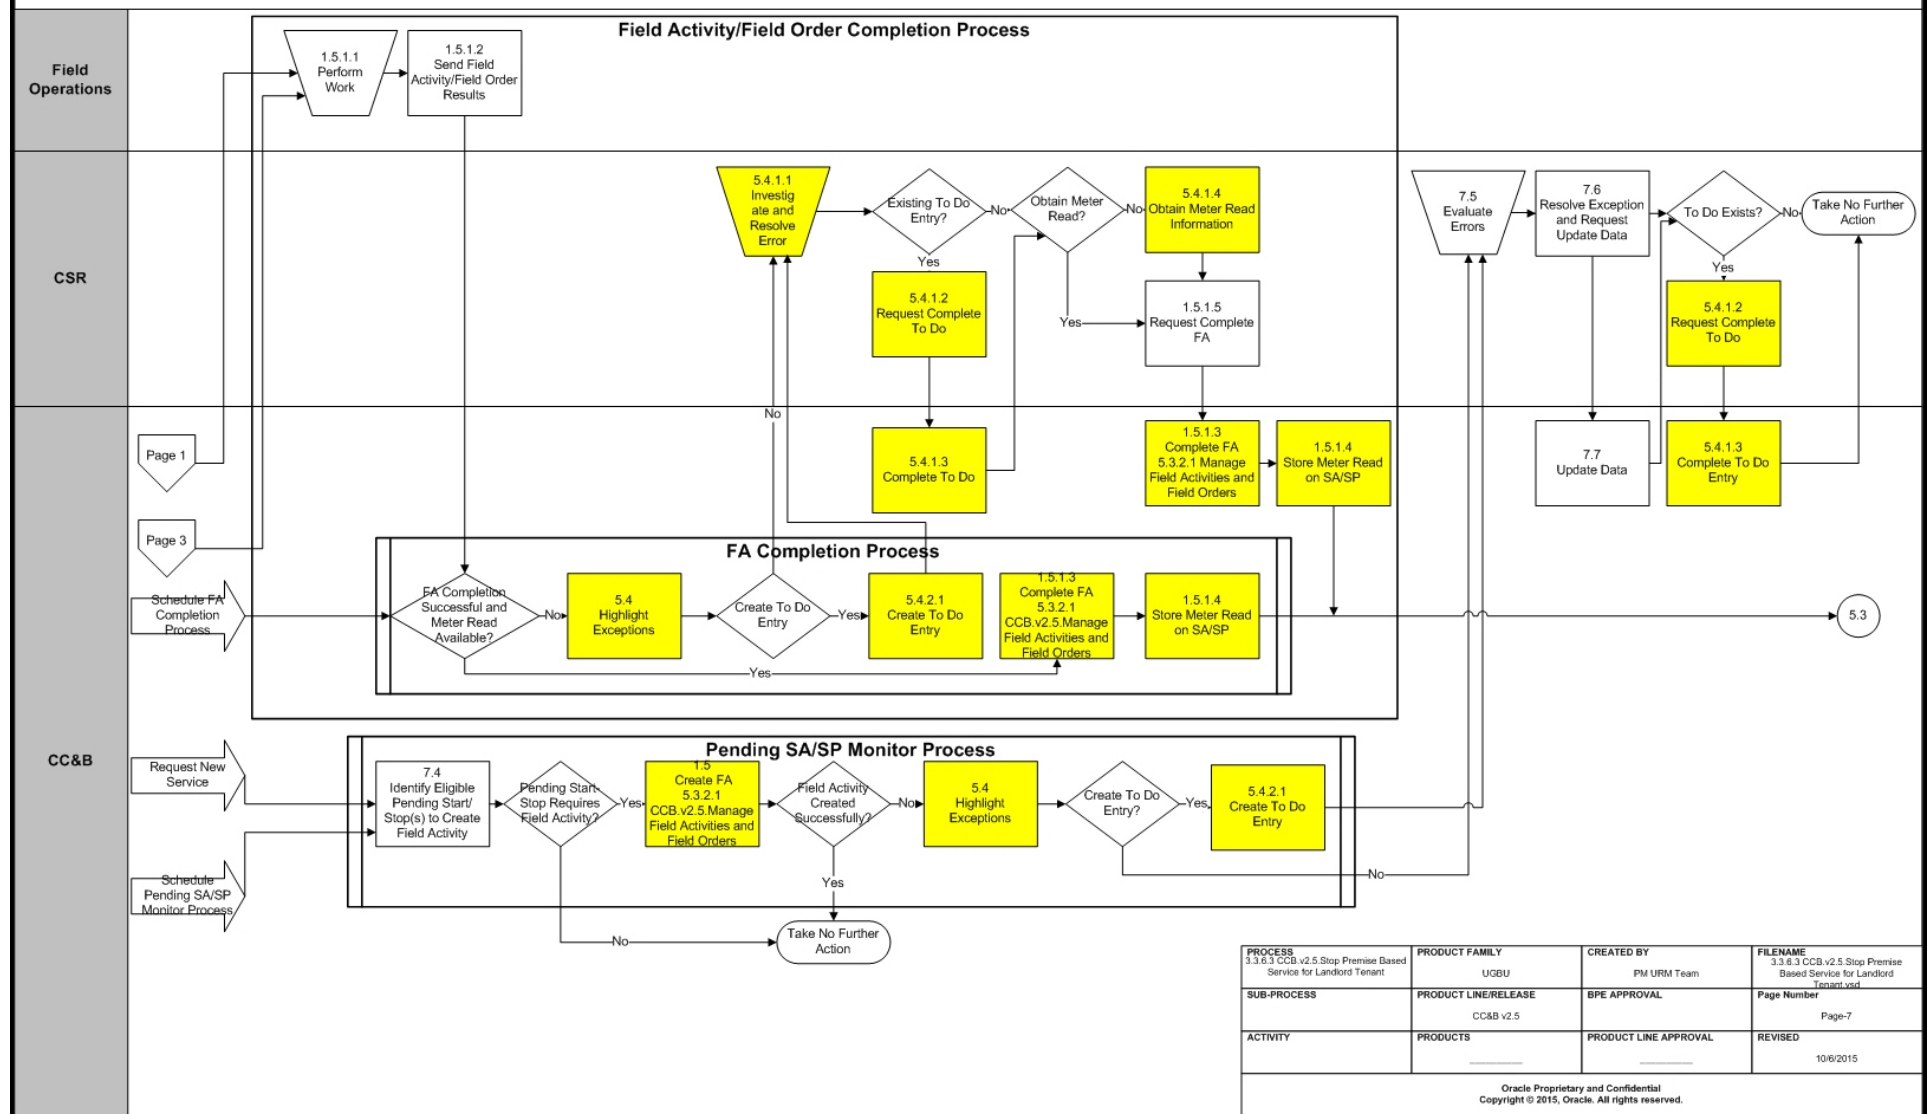 Field Activity/Field Order Completion Process
Field
Operations
1.5.1.1
Perform
Work
1.5.1.2
Send Field
Activity/Field Order
Results
CSR
5.4.1.1
Investig
ate and
Resolve
Error
Existing To Do
Entry?
No
Yes
Obtain Meter
Read?
No
Yes
5.4.1.4
Obtain Meter Read
Information
5.4.1.2
Request Complete
To Do
1.5.1.5
Request Complete
FA
7.5
Evaluate
Errors
7.6
Resolve Exception
and Request
Update Data
To Do Exists?
No
Yes
Take No Further
Action
5.4.1.2
Request Complete
To Do
No
CC&B
Page 1
Page 3
5.4.1.3
Complete To Do
1.5.1.3
Complete FA
5.3.2.1 Manage
Field Activities and
Field Orders
1.5.1.4
Store Meter Read
on SA/SP
7.7
Update Data
5.4.1.3
Complete To Do
Entry
FA Completion Process
Schedule FA
Completion
Process
FA Completion
Successful and
Meter Read
Available?
No
5.4
Highlight
Exceptions
Create To Do
Entry
Yes
5.4.2.1
Create To Do
Entry
1.5.1.3
Complete FA
5.3.2.1
CCB.v2.5.Manage
Field Activities and
Field Orders
1.5.1.4
Store Meter Read
on SA/SP
5.3
Yes
Pending SA/SP Monitor Process
Request New
Service
Schedule
Pending SA/SP
Monitor Process
7.4
Identify Eligible
Pending Start/
Stop(s) to Create
Field Activity
Pending Start-
Stop Requires
Field Activity?
Yes
1.5
Create FA
5.3.2.1
CCB.v2.5.Manage
Field Activities and
Field Orders
Field Activity
Created
Successfully?
No
5.4
Highlight
Exceptions
Create To Do
Entry?
Yes
5.4.2.1
Create To Do
Entry
No
Yes
No
Take No Further
Action
PROCESS
3.3.6.3 CCB.v2.5.Stop Premise Based
Service for Landlord Tenant
PRODUCT FAMILY
UGBU
CREATED BY
PM URM Team
FILENAME
3.3.6.3 CCB.v2.5.Stop Premise
Based Service for Landlord
Tenant.vsd
SUB-PROCESS
PRODUCT LINE/RELEASE
CC&B v2.5
BPE APPROVAL
Page Number
Page-7
ACTIVITY
PRODUCTS
PRODUCT LINE APPROVAL
REVISED
10/6/2015
Oracle Proprietary and Confidential
Copyright © 2015, Oracle. All rights reserved.